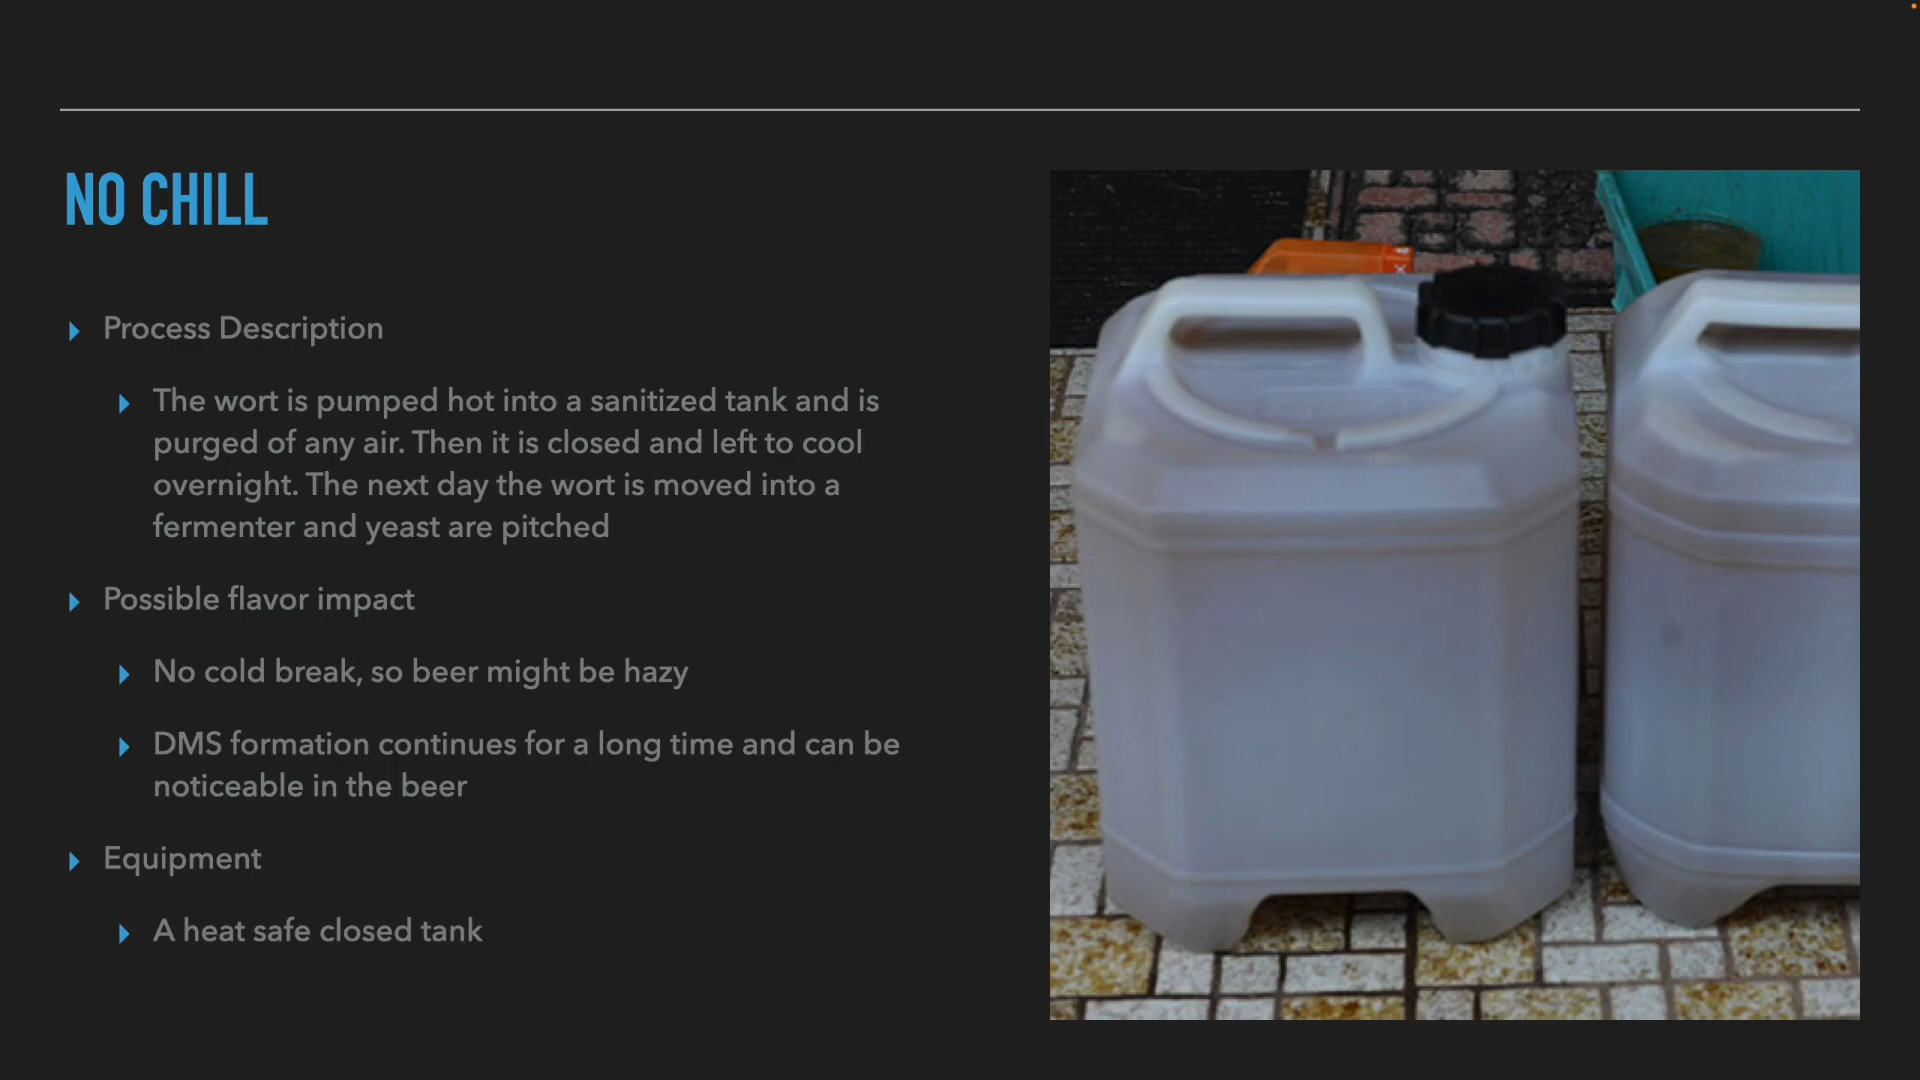 NO CHILL
Process Description
The wort is pumped hot into a sanitized tank and is
purged of any air. Then it is closed and left to cool
overnight. The next day the wort is moved into a
fermenter and yeast are pitched
Possible flavor impact
No cold break, so beer might be hazy
DMS formation continues for a long time and can be
noticeable in the beer
Equipment
A heat safe closed tank